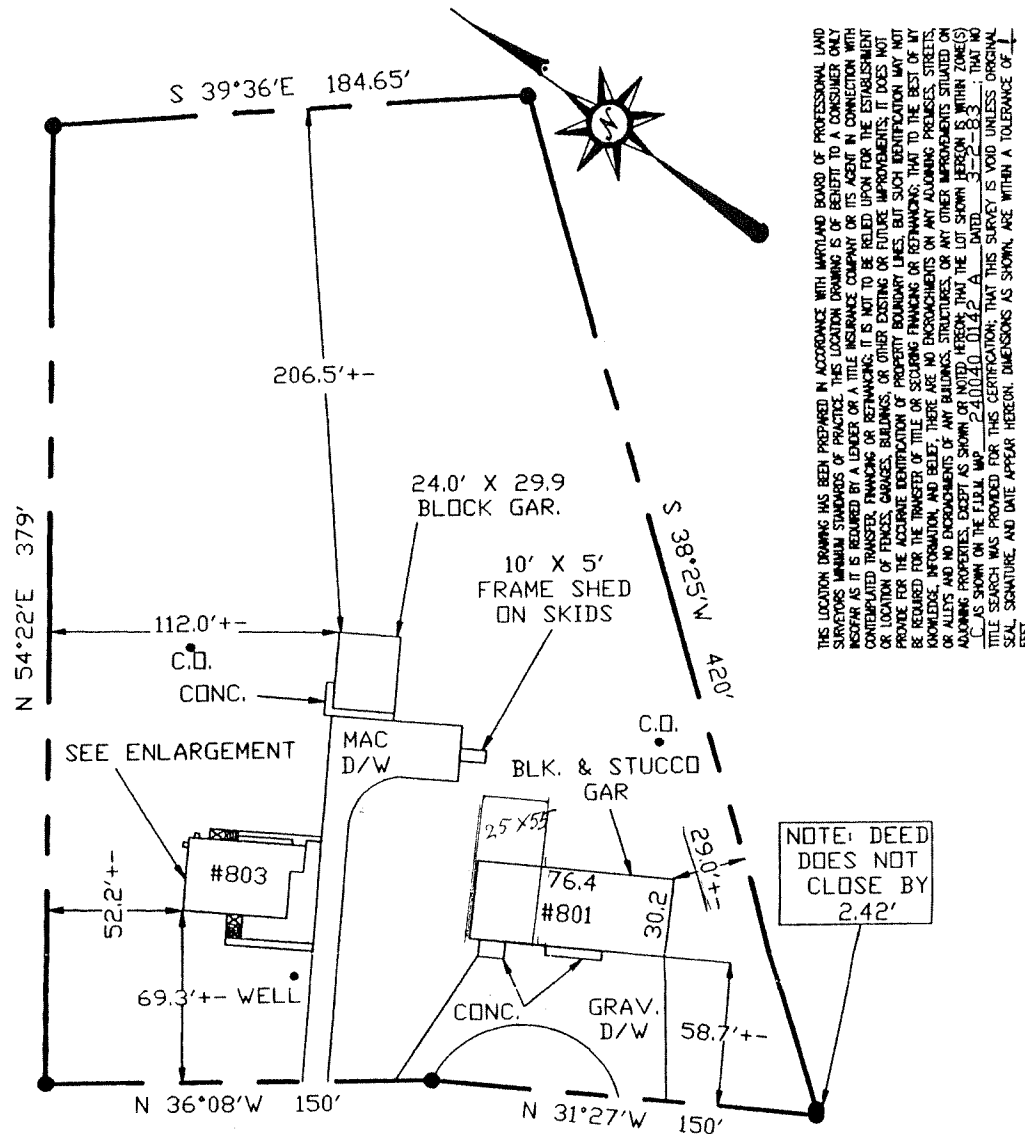 S 39°36'E 184.65'
N
206.5'+-
24.0' X 29.9
BLOCK GAR.
10' X 5'
FRAME SHED
ON SKIDS
N 54°22'E 379'
S 38°25'W 420'
112.0'+-
C.O.
CONC.
SEE ENLARGEMENT
MAC
D/W
C.O.
BLK. & STUCCO
GAR
25 X 55
29.0'+-
NOTE: DEED
DOES NOT
CLOSE BY
2.42'
#803
76.4
#801
30.2
52.2'+-
69.3'+-
WELL
CONC.
GRAV.
D/W
58.7'+-
N 36°08'W 150'
N 31°27'W 150'
THIS LOCATION DRAWING HAS BEEN PREPARED IN ACCORDANCE WITH MARYLAND BOARD OF PROFESSIONAL LAND
SURVEYORS MINIMUM STANDARDS OF PRACTICE. THIS LOCATION DRAWING IS OF BENEFIT TO A CONSUMER ONLY
INSOFAR AS IT IS REQUIRED BY A LENDER OR A TITLE INSURANCE COMPANY OR ITS AGENT IN CONNECTION WITH
CONTEMPLATED TRANSFER, FINANCING OR REFINANCING; IT IS NOT TO BE RELIED UPON FOR THE ESTABLISHMENT
OR LOCATION OF FENCES, GARAGES, BUILDINGS, OR OTHER EXISTING OR FUTURE IMPROVEMENTS; IT DOES NOT
PROVIDE FOR THE ACCURATE IDENTIFICATION OF PROPERTY BOUNDARY LINES, BUT SUCH IDENTIFICATION MAY NOT
BE REQUIRED FOR THE TRANSFER OF TITLE OR SECURING FINANCING OR REFINANCING; THAT TO THE BEST OF MY
KNOWLEDGE, INFORMATION, AND BELIEF, THERE ARE NO ENCROACHMENTS ON ANY ADJOINING PREMISES, STREETS,
OR ALLEYS AND NO ENCROACHMENTS OF ANY BUILDINGS, STRUCTURES, OR ANY OTHER IMPROVEMENTS SITUATED ON
ADJOINING PROPERTIES, EXCEPT AS SHOWN OR NOTED HEREON; THAT THE LOT SHOWN HEREON IS WITHIN ZONE(S)
C AS SHOWN ON THE F.I.R.M. MAP 240040 0142 A DATED 3-2-83 ; THAT NO
TITLE SEARCH WAS PROVIDED FOR THIS CERTIFICATION; THAT THIS SURVEY IS VOID UNLESS ORIGINAL
SEAL, SIGNATURE, AND DATE APPEAR HEREON. DIMENSIONS AS SHOWN, ARE WITHIN A TOLERANCE OF 1
FEET.